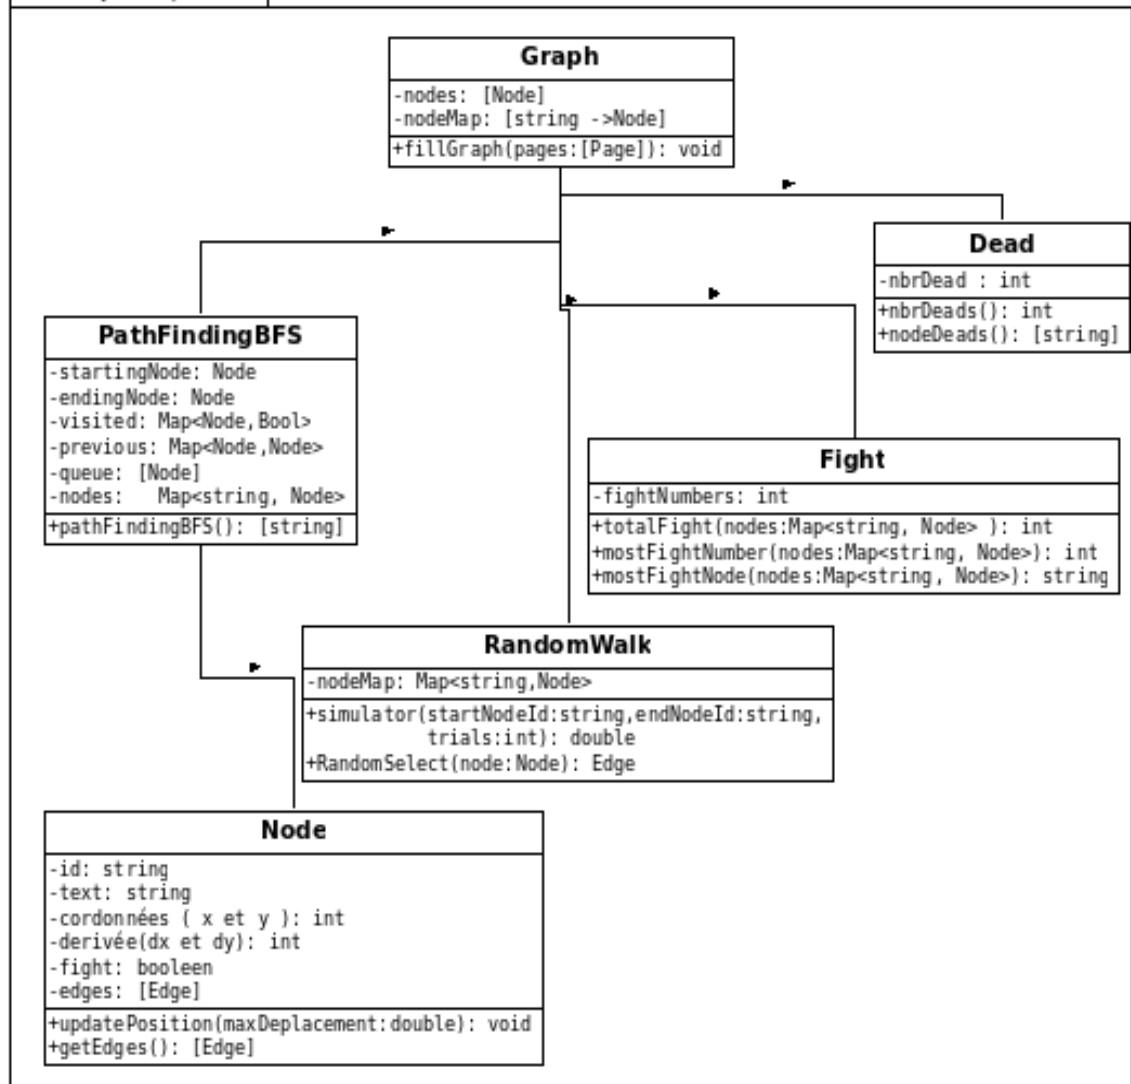 Graph
-nodes: [Node]
-nodeMap: [string ->Node]
+fillGraph(pages:[Page]): void
Dead
-nbrDead : int
+nbrDeads(): int
+nodeDeads(): [string]
PathFindingBFS
-startingNode: Node
-endingNode: Node
-visited: Map<Node,Bool>
-previous: Map<Node,Node>
-queue: [Node]
-nodes:   Map<string, Node>
+pathFindingBFS(): [string]
Fight
-fightNumbers: int
+totalFight(nodes:Map<string, Node> ): int
+mostFightNumber(nodes:Map<string, Node>): int
+mostFightNode(nodes:Map<string, Node>): string
RandomWalk
-nodeMap: Map<string,Node>
+simulator(startNodeId:string,endNodeId:string,
trials:int): double
+RandomSelect(node:Node): Edge
Node
-id: string
-text: string
-cordonnées ( x et y ): int
-derivée(dx et dy): int
-fight: booleen
-edges: [Edge]
+updatePosition(maxDeplacement:double): void
+getEdges(): [Edge]